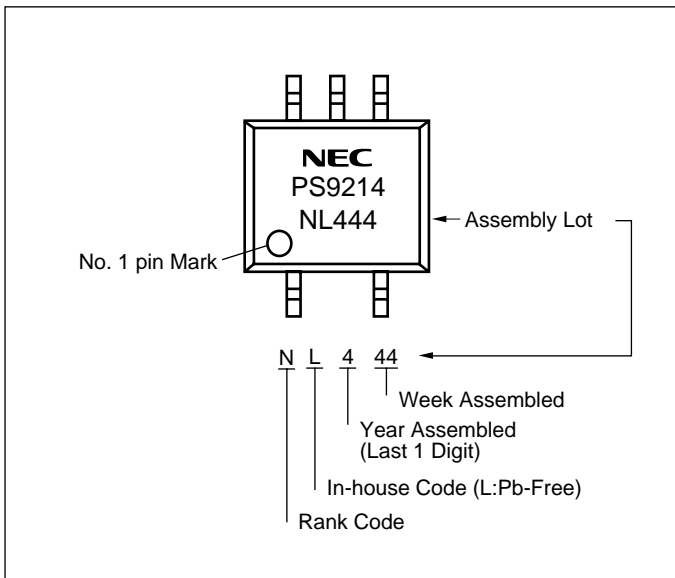 NEC
PS9214
NL444
Assembly Lot
No. 1 pin Mark
N L 4 44
Week Assembled
Year Assembled
(Last 1 Digit)
In-house Code (L:Pb-Free)
Rank Code